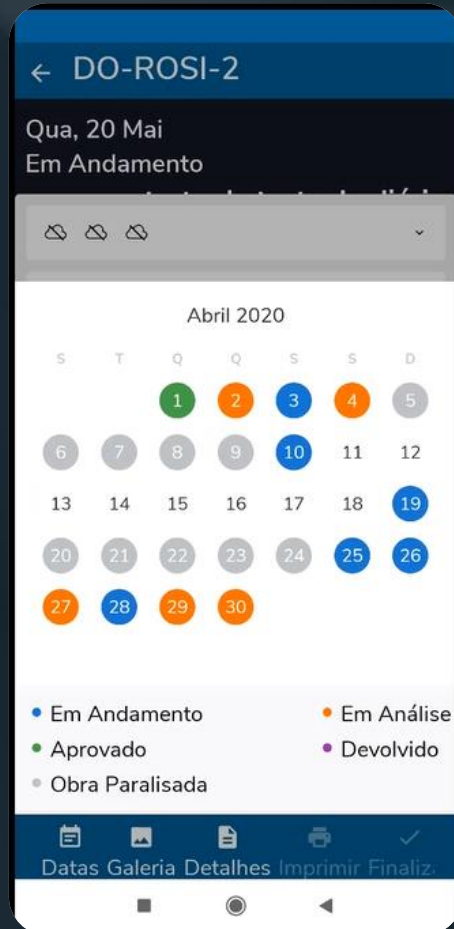 DO-ROSI-2
Qua, 20 Mai
Em Andamento
Abril 2020
S T Q Q S S D
1 2 3 4 5
6 7 8 9 10 11 12
13 14 15 16 17 18 19
20 21 22 23 24 25 26
27 28 29 30
Em Andamento Em Análise
Aprovado Devolvido
Obra Paralisada
Datas Galeria Detalhes Imprimir Finaliz